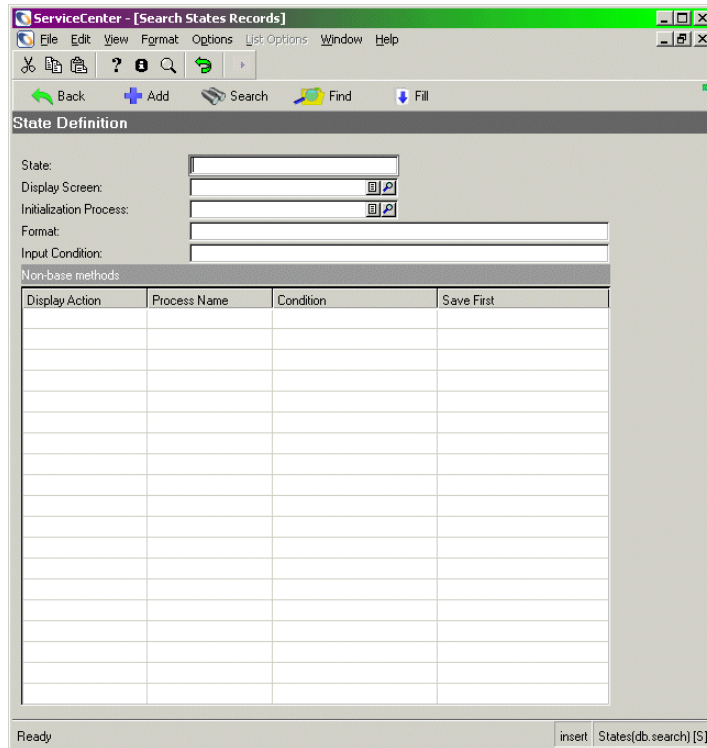 ServiceCenter - [Search States Records]
File Edit View Format Options List Options Window Help
?
Back Add Search Find Fill
State Definition
State:
Display Screen:
Initialization Process:
Format:
Input Condition:
Non-base methods
Display Action Process Name Condition Save First
Ready insert States(db.search) [S]